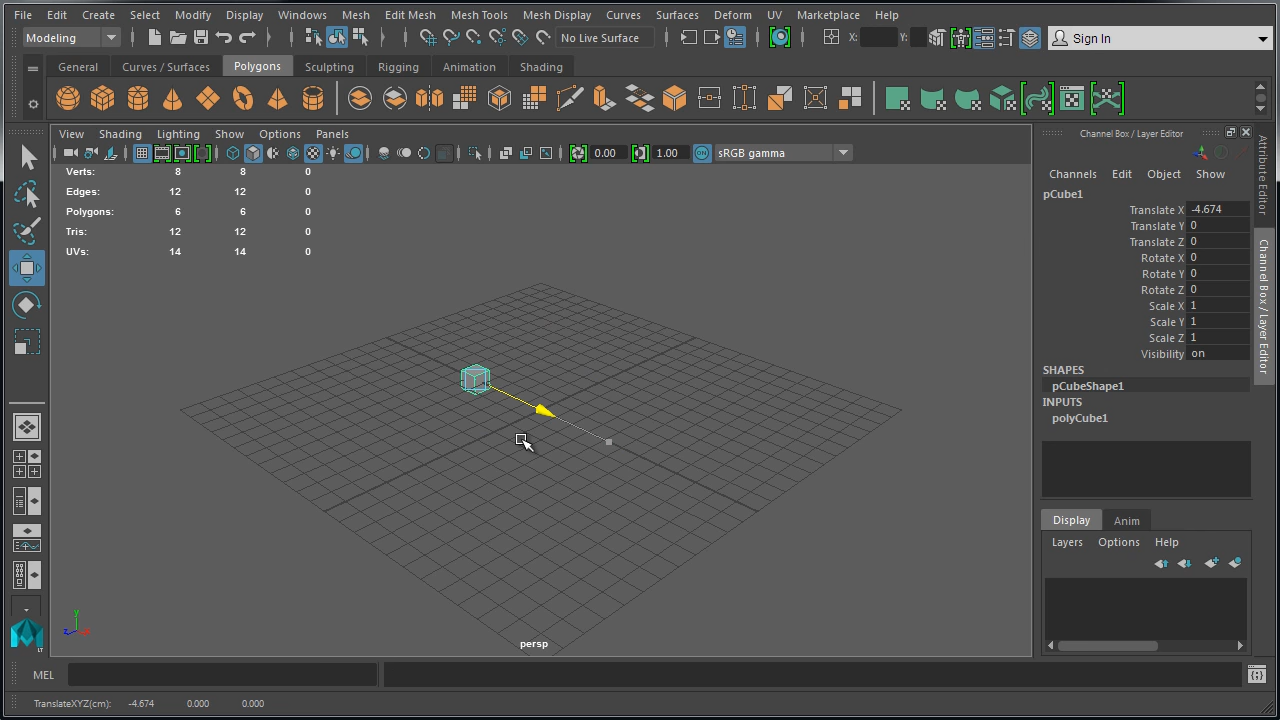 File Edit Create Select Modify Display Windows Mesh Edit Mesh Mesh Tools Mesh Display Curves Surfaces Deform UV Marketplace Help
Modeling No Live Surface X: Y: Sign In
General Curves / Surfaces Polygons Sculpting Rigging Animation Shading
View Shading Lighting Show Options Panels
0.00 1.00 sRGB gamma
Verts: 8 8 0
Edges: 12 12 0
Polygons: 6 6 0
Tris: 12 12 0
UVs: 14 14 0
persp
y
z
Channel Box / Layer Editor
Channels Edit Object Show
pCube1
Translate X -4.674
Translate Y 0
Translate Z 0
Rotate X 0
Rotate Y 0
Rotate Z 0
Scale X 1
Scale Y 1
Scale Z 1
Visibility on
SHAPES
pCubeShape1
INPUTS
polyCube1
Display Anim
Layers Options Help
Attribute Editor
Channel Box / Layer Editor
LT
MEL
TranslateXYZ(cm): -4.674 0.000 0.000